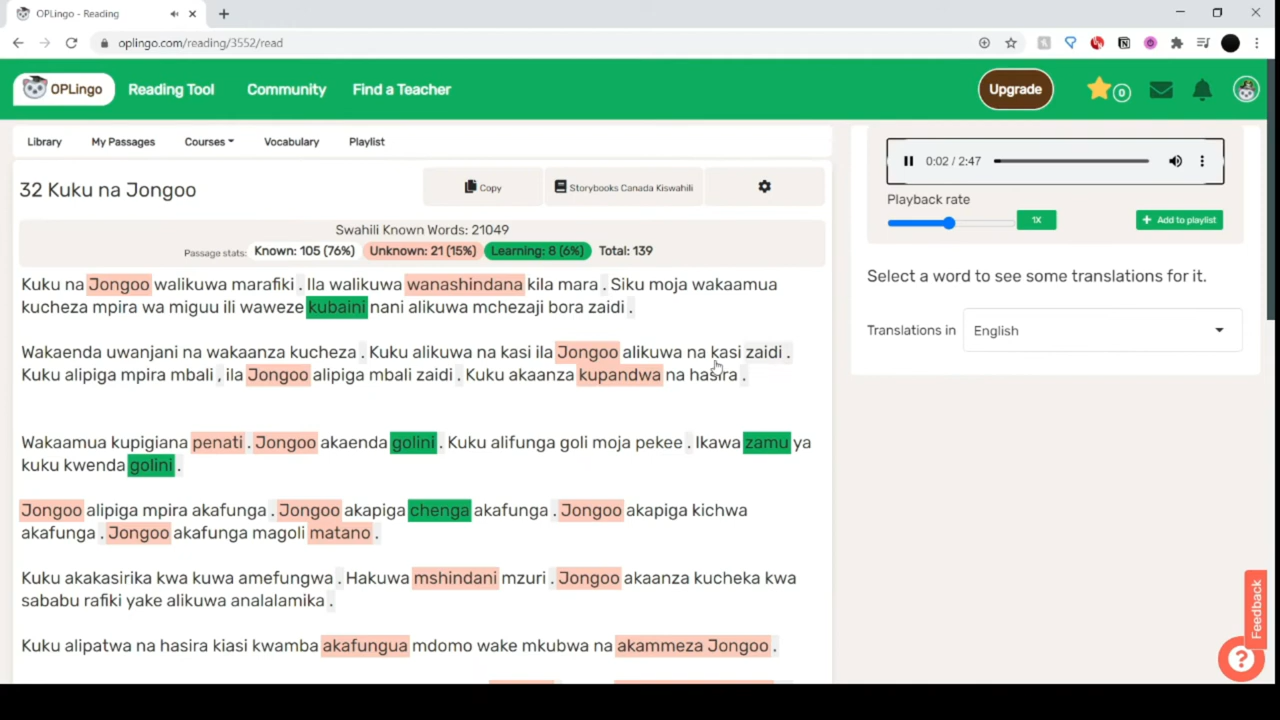 OPLingo - Reading
oplingo.com/reading/3552/read
OPLingo
Reading Tool
Community
Find a Teacher
Upgrade
0
Library
My Passages
Courses
Vocabulary
Playlist
32 Kuku na Jongoo
Copy
Storybooks Canada Kiswahili
Swahili Known Words: 21049
Passage stats: Known: 105 (76%) Unknown: 21 (15%) Learning: 8 (6%) Total: 139
Kuku na Jongoo walikuwa marafiki . Ila walikuwa wanashindana kila mara . Siku moja wakaamua
kucheza mpira wa miguu ili waweze kubaini nani alikuwa mchezaji bora zaidi .
Wakaenda uwanjani na wakaanza kucheza . Kuku alikuwa na kasi ila Jongoo alikuwa na kasi zaidi .
Kuku alipiga mpira mbali , ila Jongoo alipiga mbali zaidi . Kuku akaanza kupandwa na hasira .
Wakaamua kupigiana penati . Jongoo akaenda golini . Kuku alifunga goli moja pekee . Ikawa zamu ya
kuku kwenda golini .
Jongoo alipiga mpira akafunga . Jongoo akapiga chenga akafunga . Jongoo akapiga kichwa
akafunga . Jongoo akafunga magoli matano .
Kuku akakasirika kwa kuwa amefungwa . Hakuwa mshindani mzuri . Jongoo akaanza kucheka kwa
sababu rafiki yake alikuwa analalamika .
Kuku alipatwa na hasira kiasi kwamba akafungua mdomo wake mkubwa na akammeza Jongoo .
0:02 / 2:47
Playback rate
1X
+ Add to playlist
Select a word to see some translations for it.
Translations in
English
Feedback
?